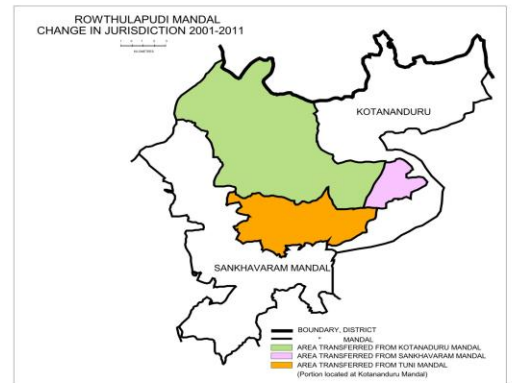 ROWTHULAPUDI MANDAL
CHANGE IN JURISDICTION 2001-2011
KILOMETRES
KOTANANDURU
SANKHAVARAM MANDAL
BOUNDARY, DISTRICT
" MANDAL
AREA TRANSFERRED FROM KOTANADURU MANDAL
AREA TRANSFERRED FROM SANKHAVARAM MANDAL
AREA TRANSFERRED FROM TUNI MANDAL
(Portion located at Kotananduru Mandal)